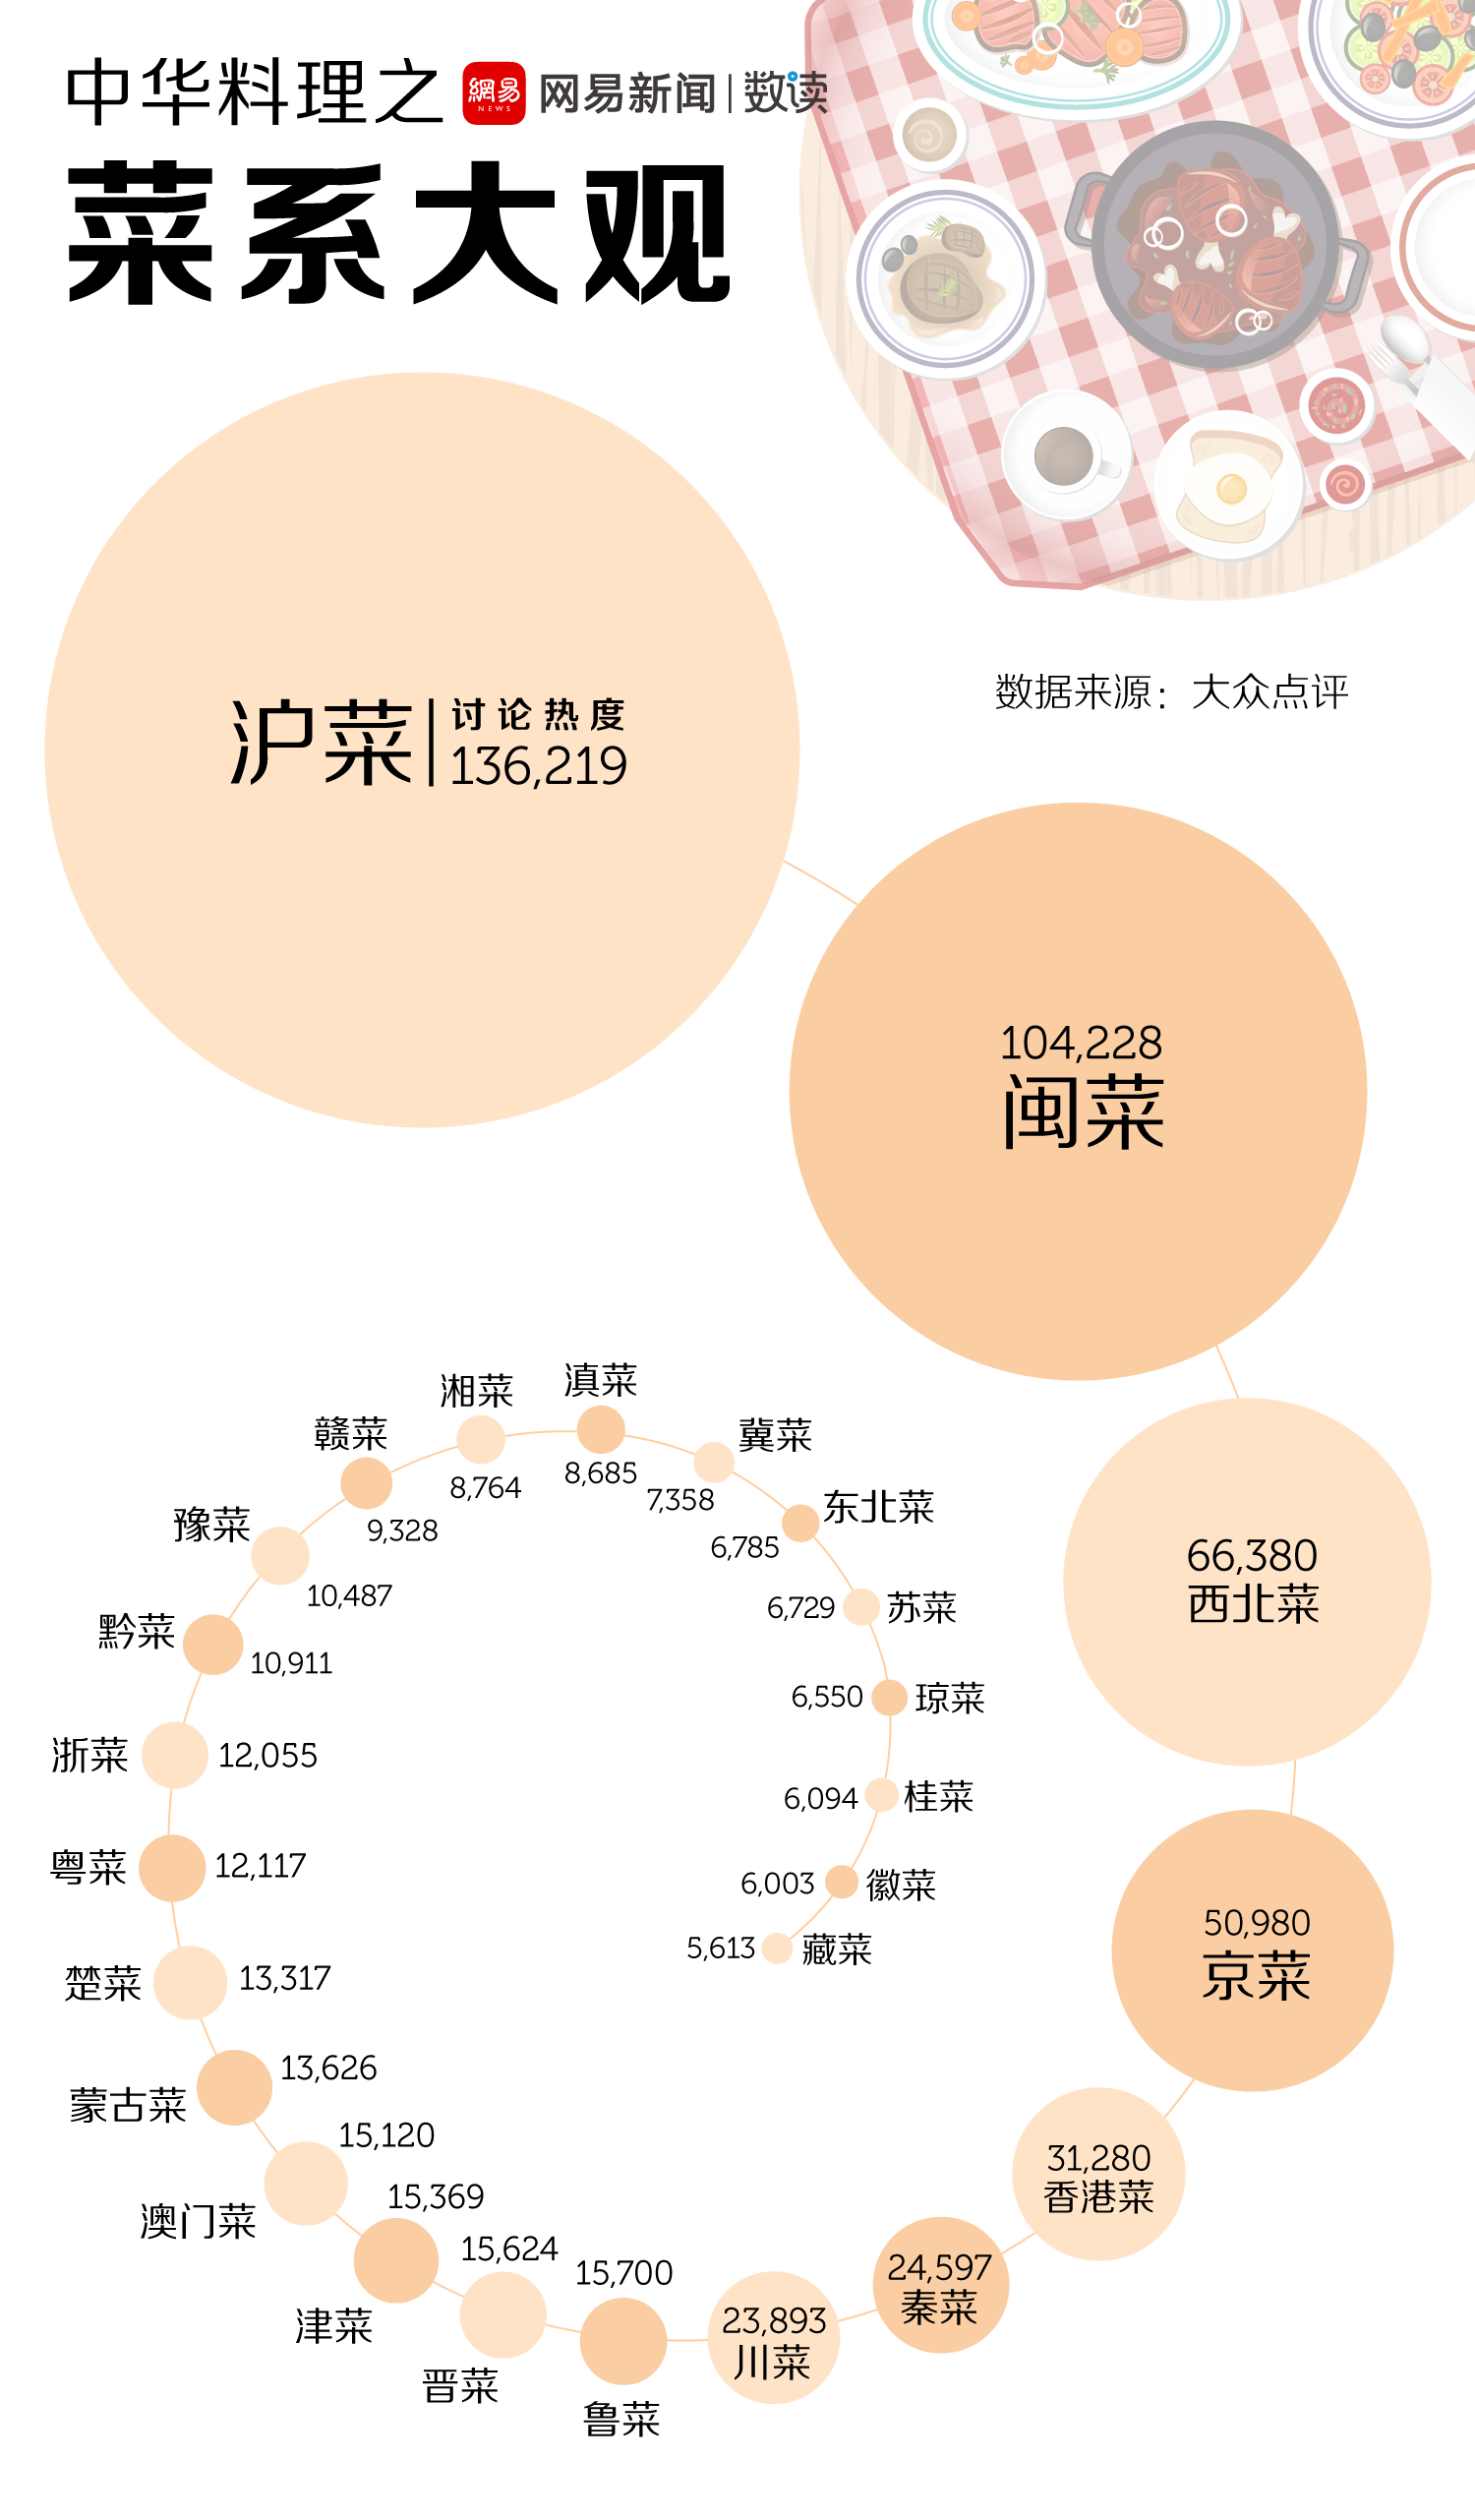 中华料理之
網易
NEWS
网易新闻 | 数读
菜系大观
数据来源：大众点评
沪菜
讨论热度
136,219
104,228
闽菜
66,380
西北菜
50,980
京菜
31,280
香港菜
24,597
秦菜
23,893
川菜
15,700
鲁菜
15,624
晋菜
15,369
津菜
15,120
澳门菜
13,626
蒙古菜
13,317
楚菜
12,117
粤菜
12,055
浙菜
10,911
黔菜
10,487
豫菜
9,328
赣菜
8,764
湘菜
8,685
滇菜
7,358
冀菜
6,785
东北菜
6,729
苏菜
6,550
琼菜
6,094
桂菜
6,003
徽菜
5,613
藏菜